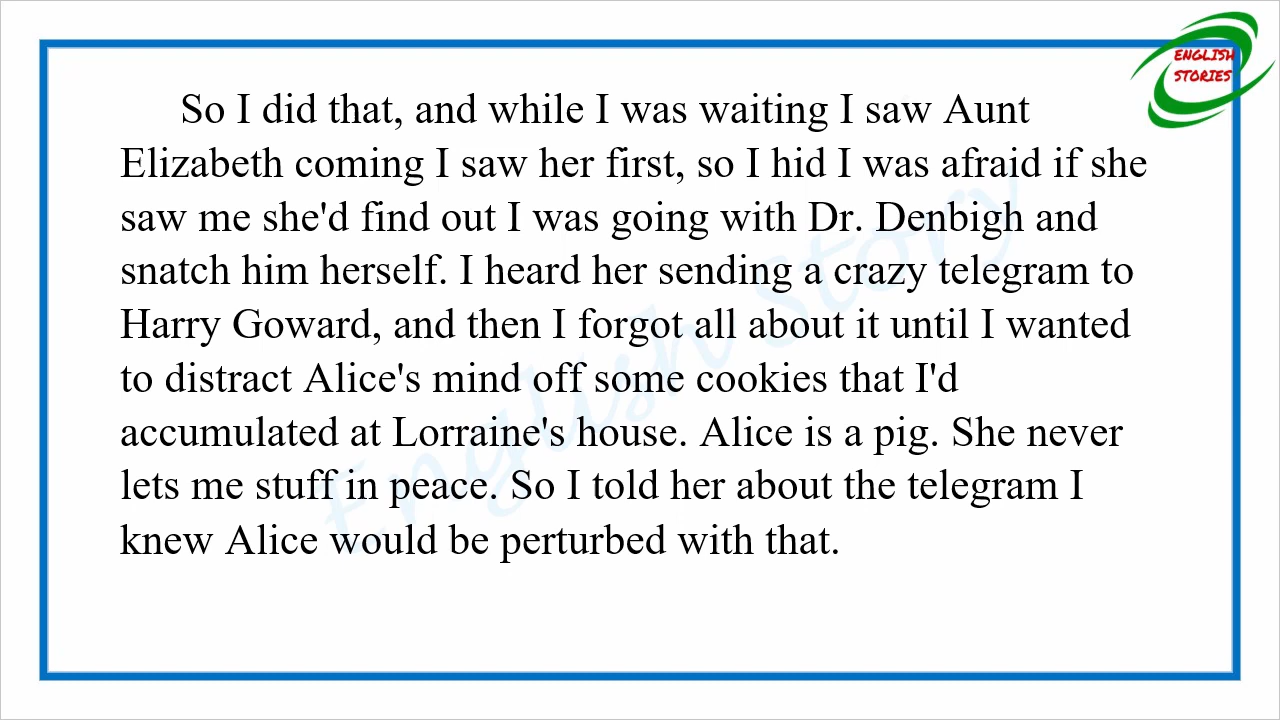 ENGLISH
STORIES
So I did that, and while I was waiting I saw Aunt
Elizabeth coming I saw her first, so I hid I was afraid if she
saw me she'd find out I was going with Dr. Denbigh and
snatch him herself. I heard her sending a crazy telegram to
Harry Goward, and then I forgot all about it until I wanted
to distract Alice's mind off some cookies that I'd
accumulated at Lorraine's house. Alice is a pig. She never
lets me stuff in peace. So I told her about the telegram I
knew Alice would be perturbed with that.
English Story